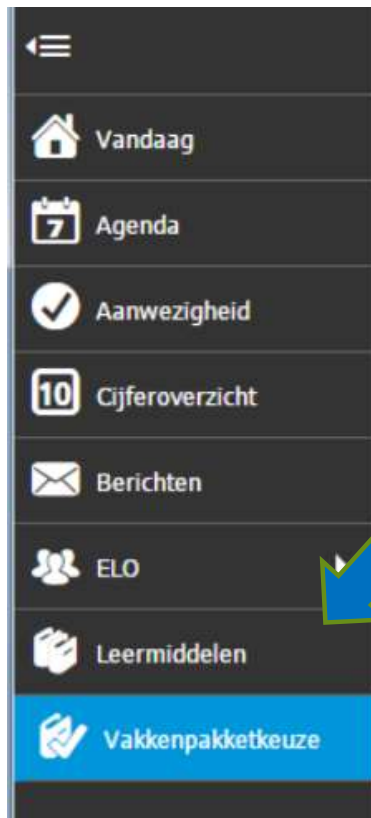 Vandaag
7
Agenda
Aanwezigheid
10
Cijferoverzicht
Berichten
ELO
Leermiddelen
Vakkenpakketkeuze